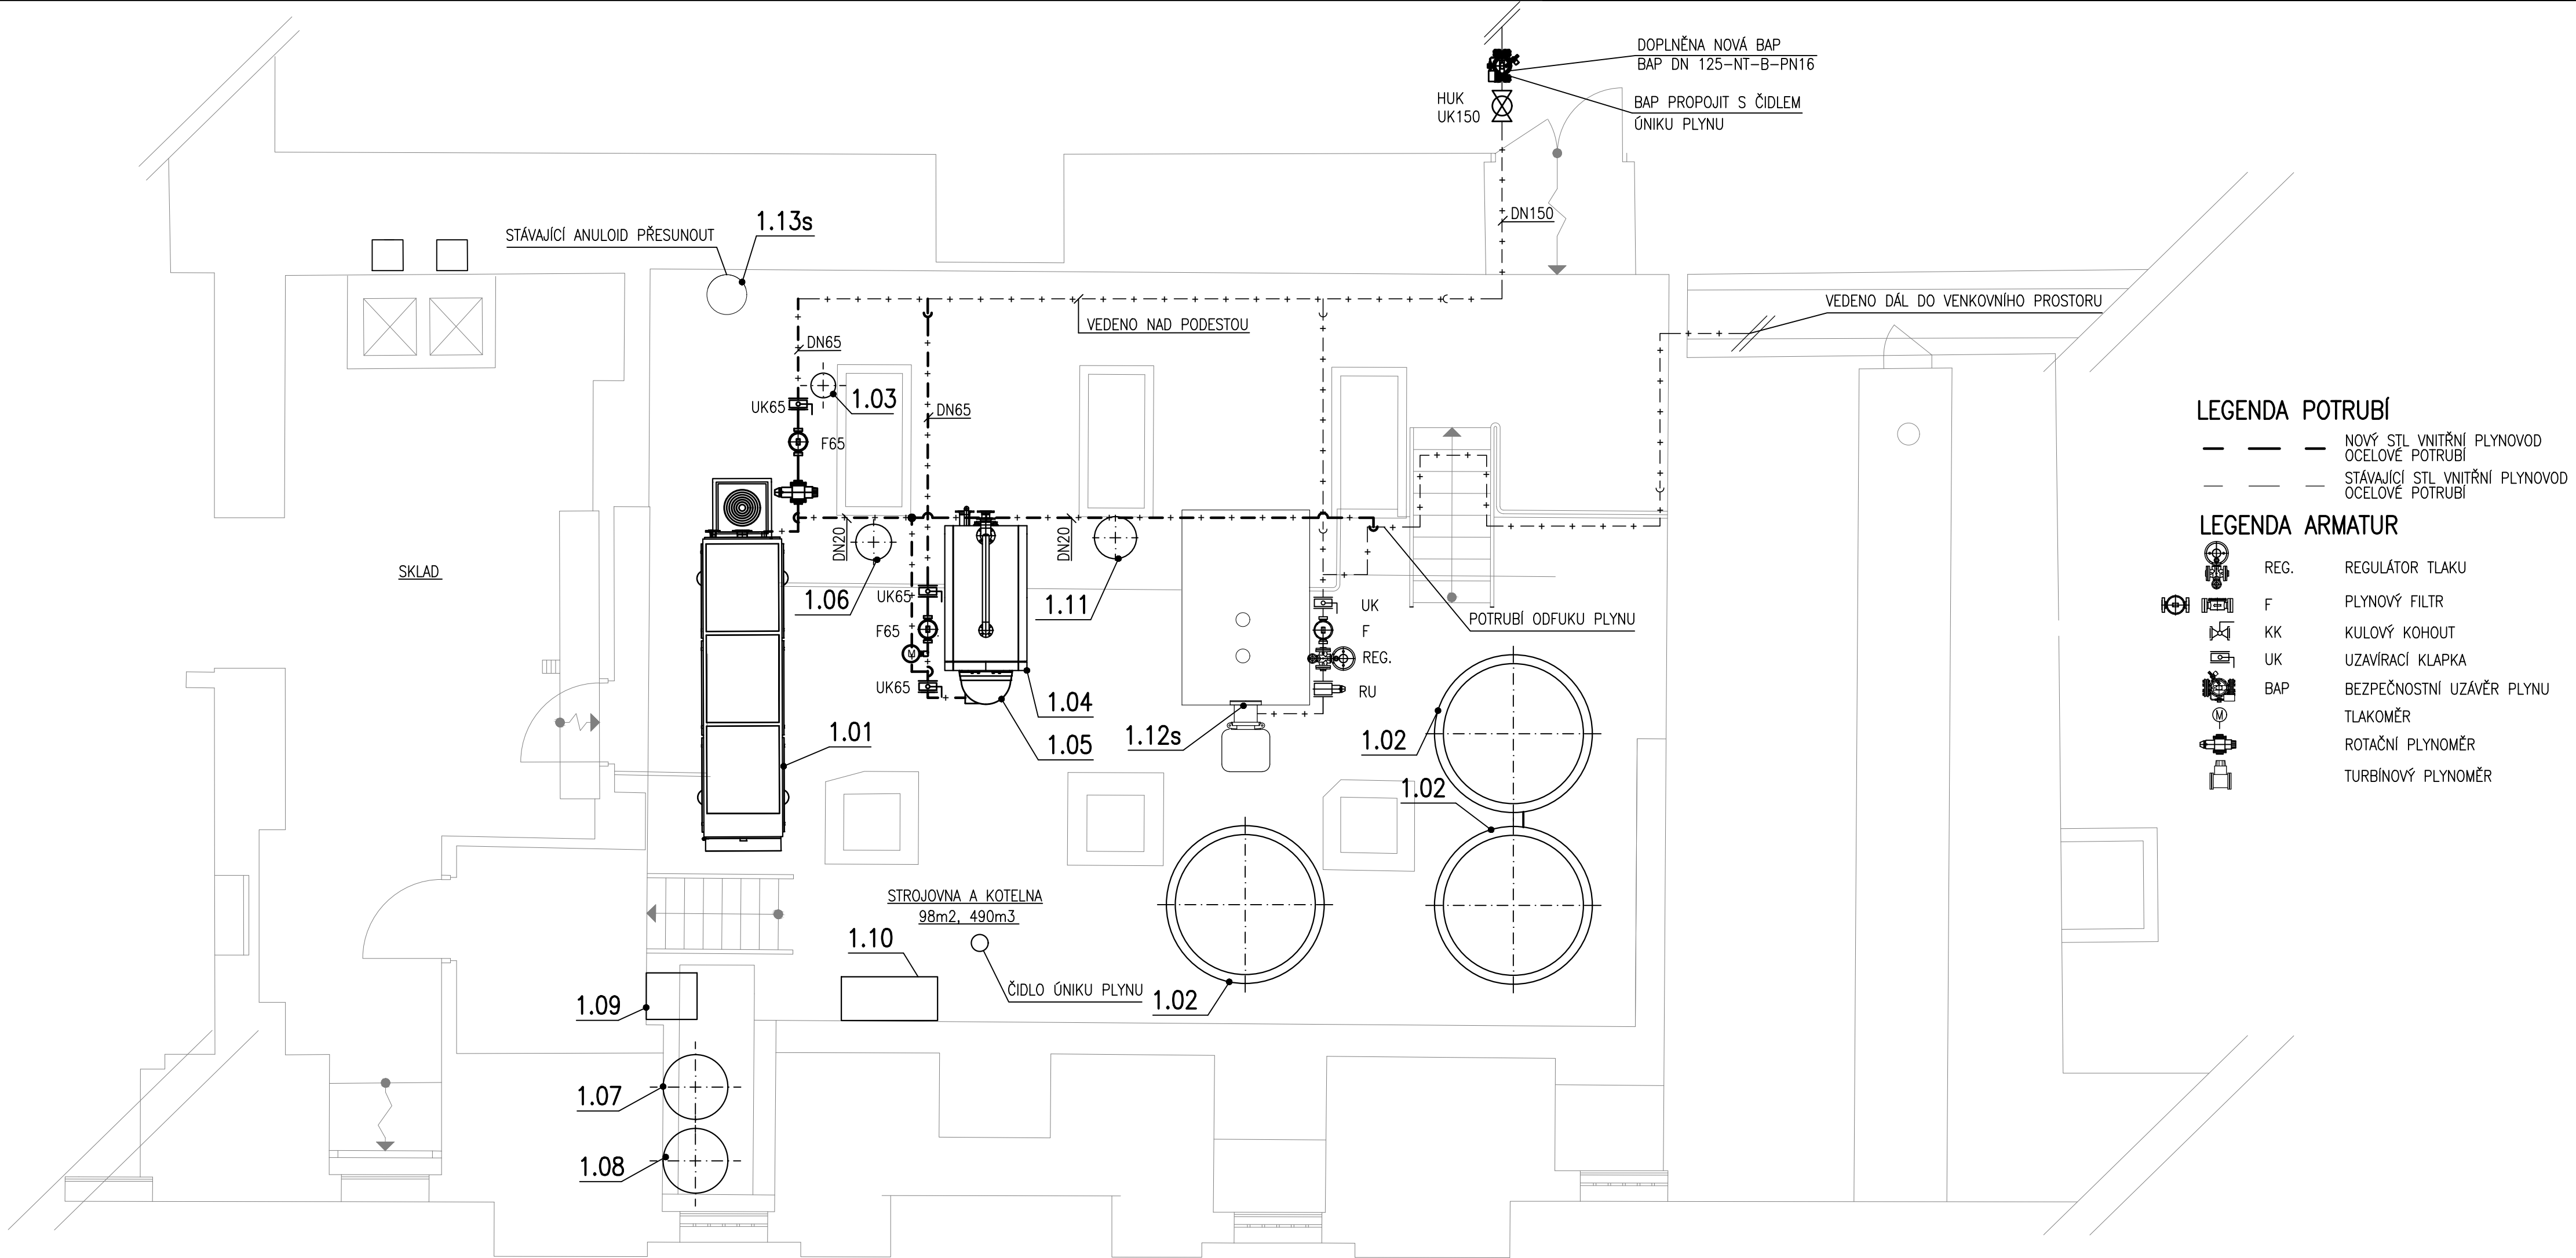 DOPLNĚNA NOVÁ BAP
BAP DN 125-NT-B-PN16
HUK
UK150
BAP PROPOJIT S ČIDLEM
ÚNIKU PLYNU
DN150
1.13s
STÁVAJÍCÍ ANULOID PŘESUNOUT
VEDENO DÁL DO VENKOVNÍHO PROSTORU
VEDENO NAD PODESTOU
DN65
UK65
1.03
DN65
F65
DN20
DN20
SKLAD
1.06
UK65
1.11
UK
F65
F
POTRUBÍ ODFUKU PLYNU
M
REG.
UK65
RU
1.04
1.01
1.05
1.12s
1.02
1.02
STROJOVNA A KOTELNA
98m2, 490m3
1.10
ČIDLO ÚNIKU PLYNU
1.02
1.09
1.07
1.08
LEGENDA POTRUBÍ
NOVÝ STL VNITŘNÍ PLYNOVOD
OCELOVÉ POTRUBÍ
STÁVAJÍCÍ STL VNITŘNÍ PLYNOVOD
OCELOVÉ POTRUBÍ
LEGENDA ARMATUR
REG. REGULÁTOR TLAKU
F PLYNOVÝ FILTR
KK KULOVÝ KOHOUT
UK UZAVÍRACÍ KLAPKA
BAP BEZPEČNOSTNÍ UZÁVĚR PLYNU
M TLAKOMĚR
ROTAČNÍ PLYNOMĚR
TURBÍNOVÝ PLYNOMĚR